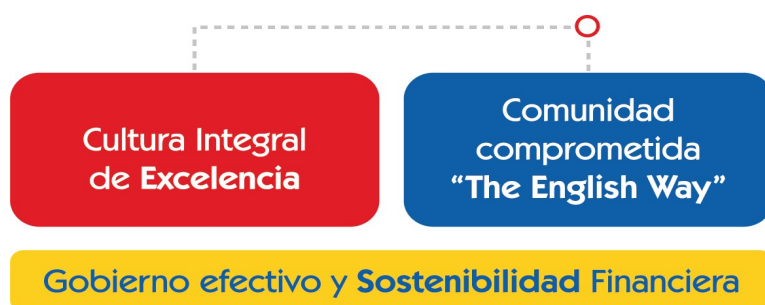 Cultura Integral
de Excelencia
Comunidad
comprometida
“The English Way”
Gobierno efectivo y Sostenibilidad Financiera